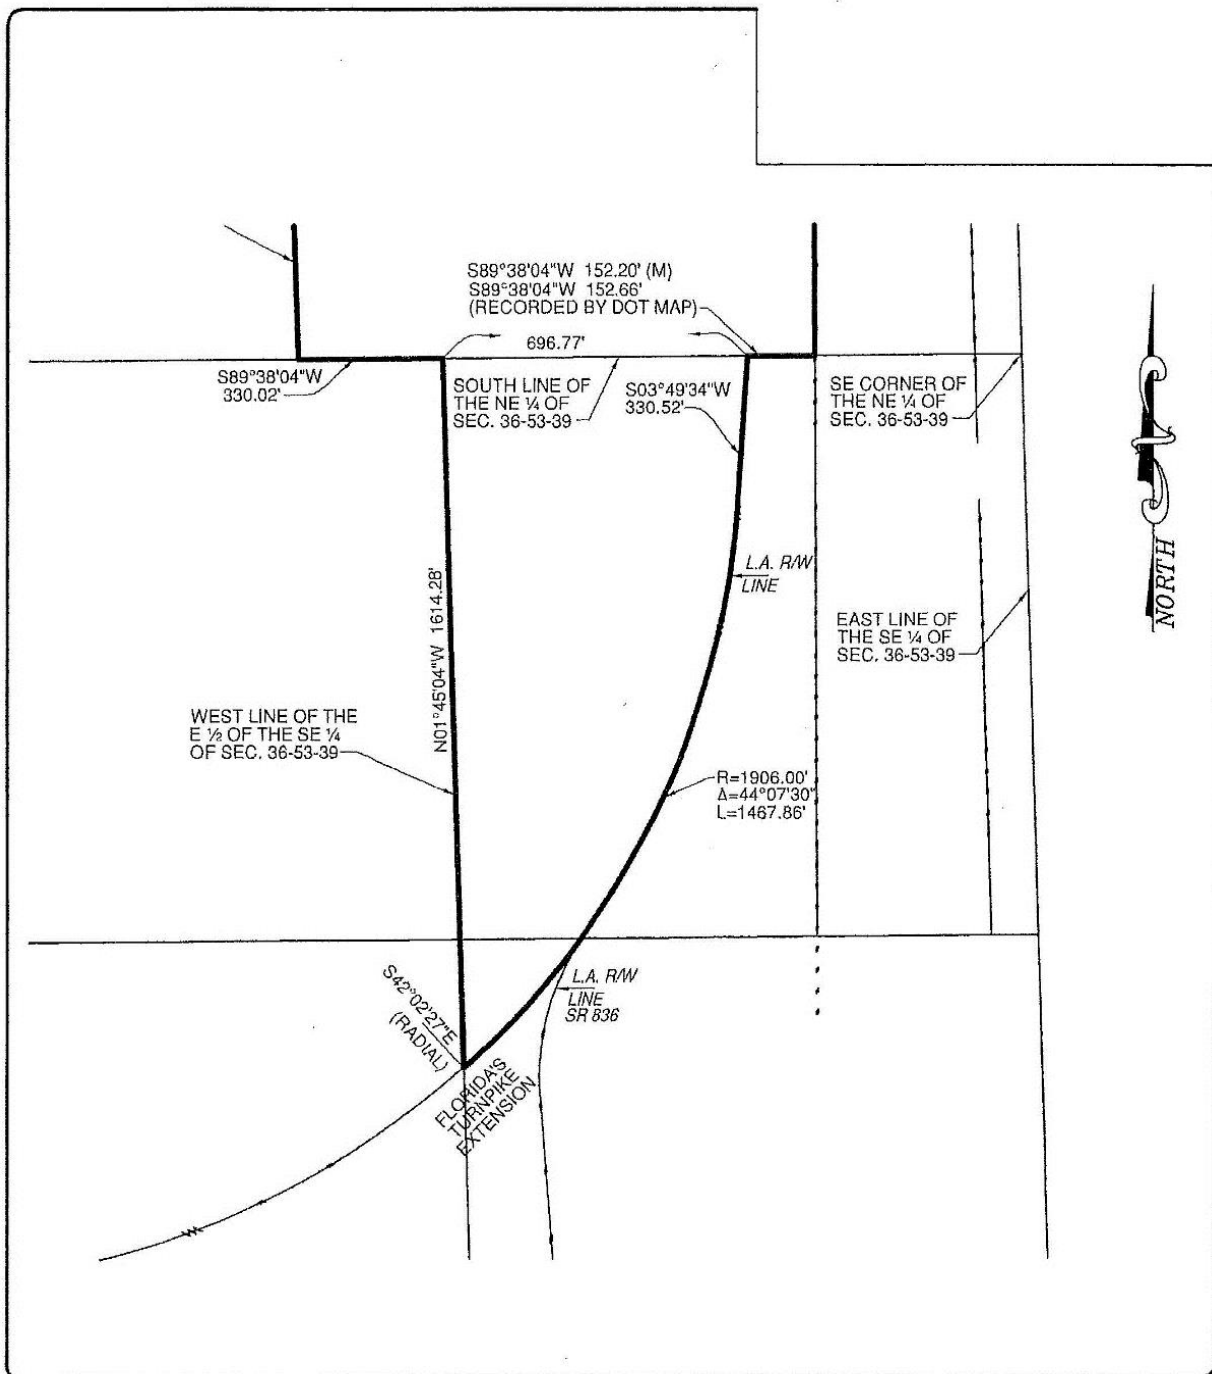 S89°38'04"W 152.20' (M)
S89°38'04"W 152.66'
(RECORDED BY DOT MAP)
696.77'
S89°38'04"W
330.02'
SOUTH LINE OF
THE NE ¼ OF
SEC. 36-53-39
S03°49'34"W
330.52'
SE CORNER OF
THE NE ¼ OF
SEC. 36-53-39
NORTH
L.A. R/W
LINE
N01°45'04"W 1614.28'
EAST LINE OF
THE SE ¼ OF
SEC. 36-53-39
WEST LINE OF THE
E ½ OF THE SE ¼
OF SEC. 36-53-39
R=1906.00'
Δ=44°07'30"
L=1467.86'
S42°02'27"E
(RADIAL)
L.A. R/W
LINE
SR 836
FLORIDA'S
TURNPIKE
EXTENSION